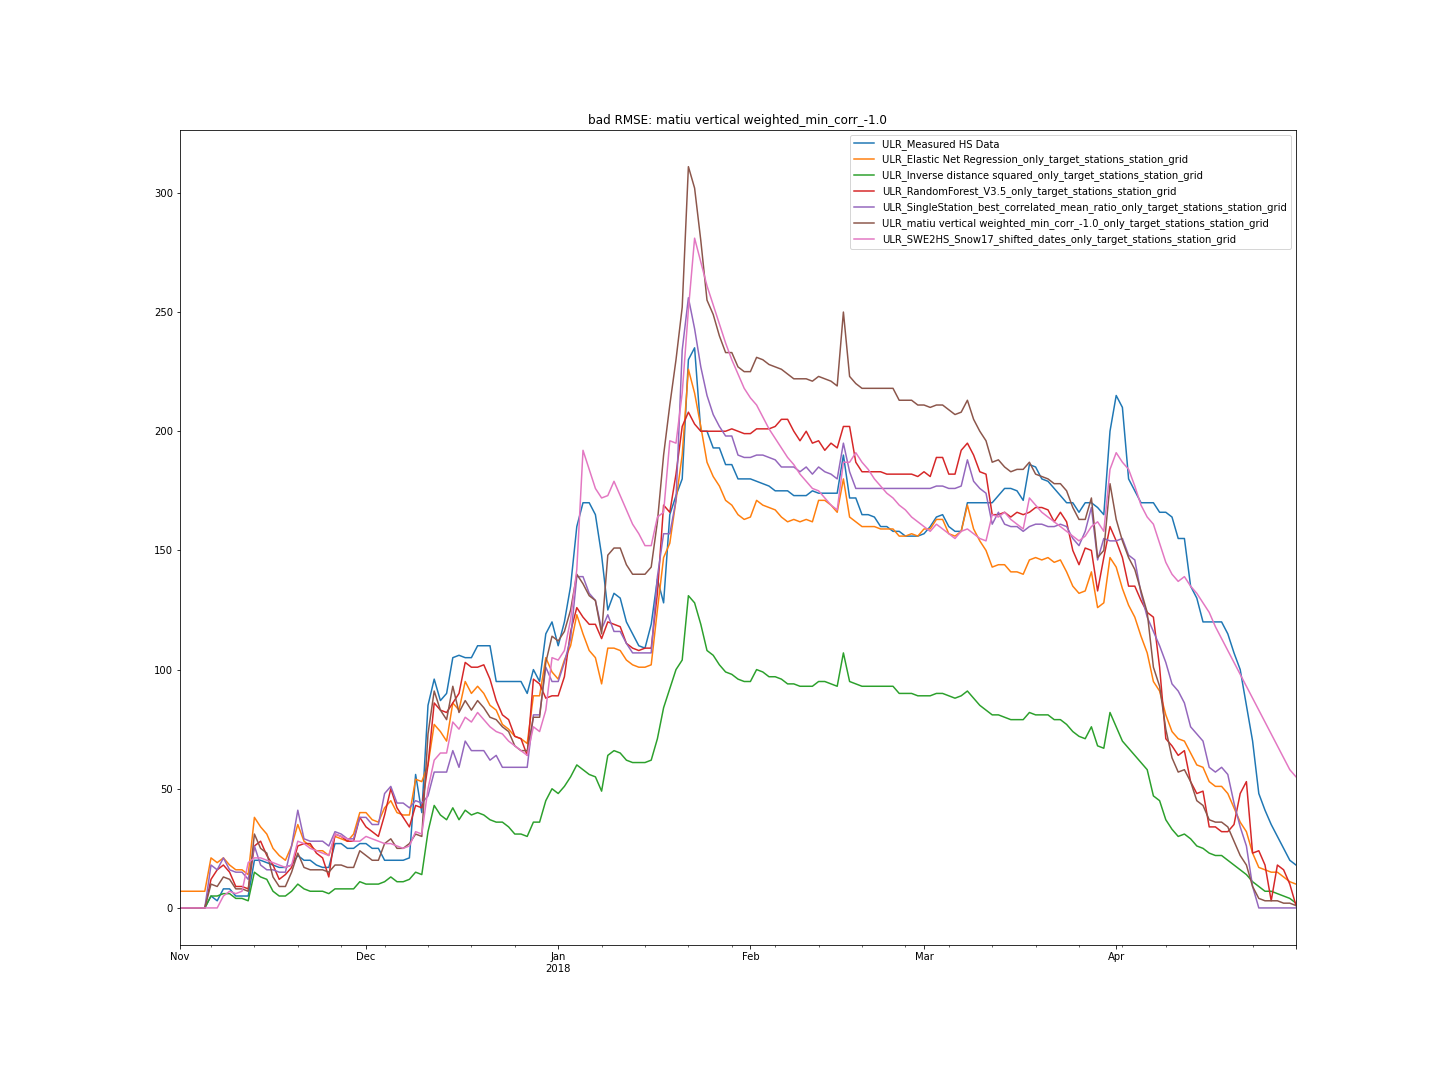 bad RMSE: matiu vertical weighted_min_corr_-1.0
ULR_Measured HS Data
ULR_Elastic Net Regression_only_target_stations_station_grid
ULR_Inverse distance squared_only_target_stations_station_grid
ULR_RandomForest_V3.5_only_target_stations_station_grid
ULR_SingleStation_best_correlated_mean_ratio_only_target_stations_station_grid
ULR_matiu vertical weighted_min_corr_-1.0_only_target_stations_station_grid
ULR_SWE2HS_Snow17_shifted_dates_only_target_stations_station_grid
300
250
200
150
100
50
0
Nov Dec Jan Feb Mar Apr
2018